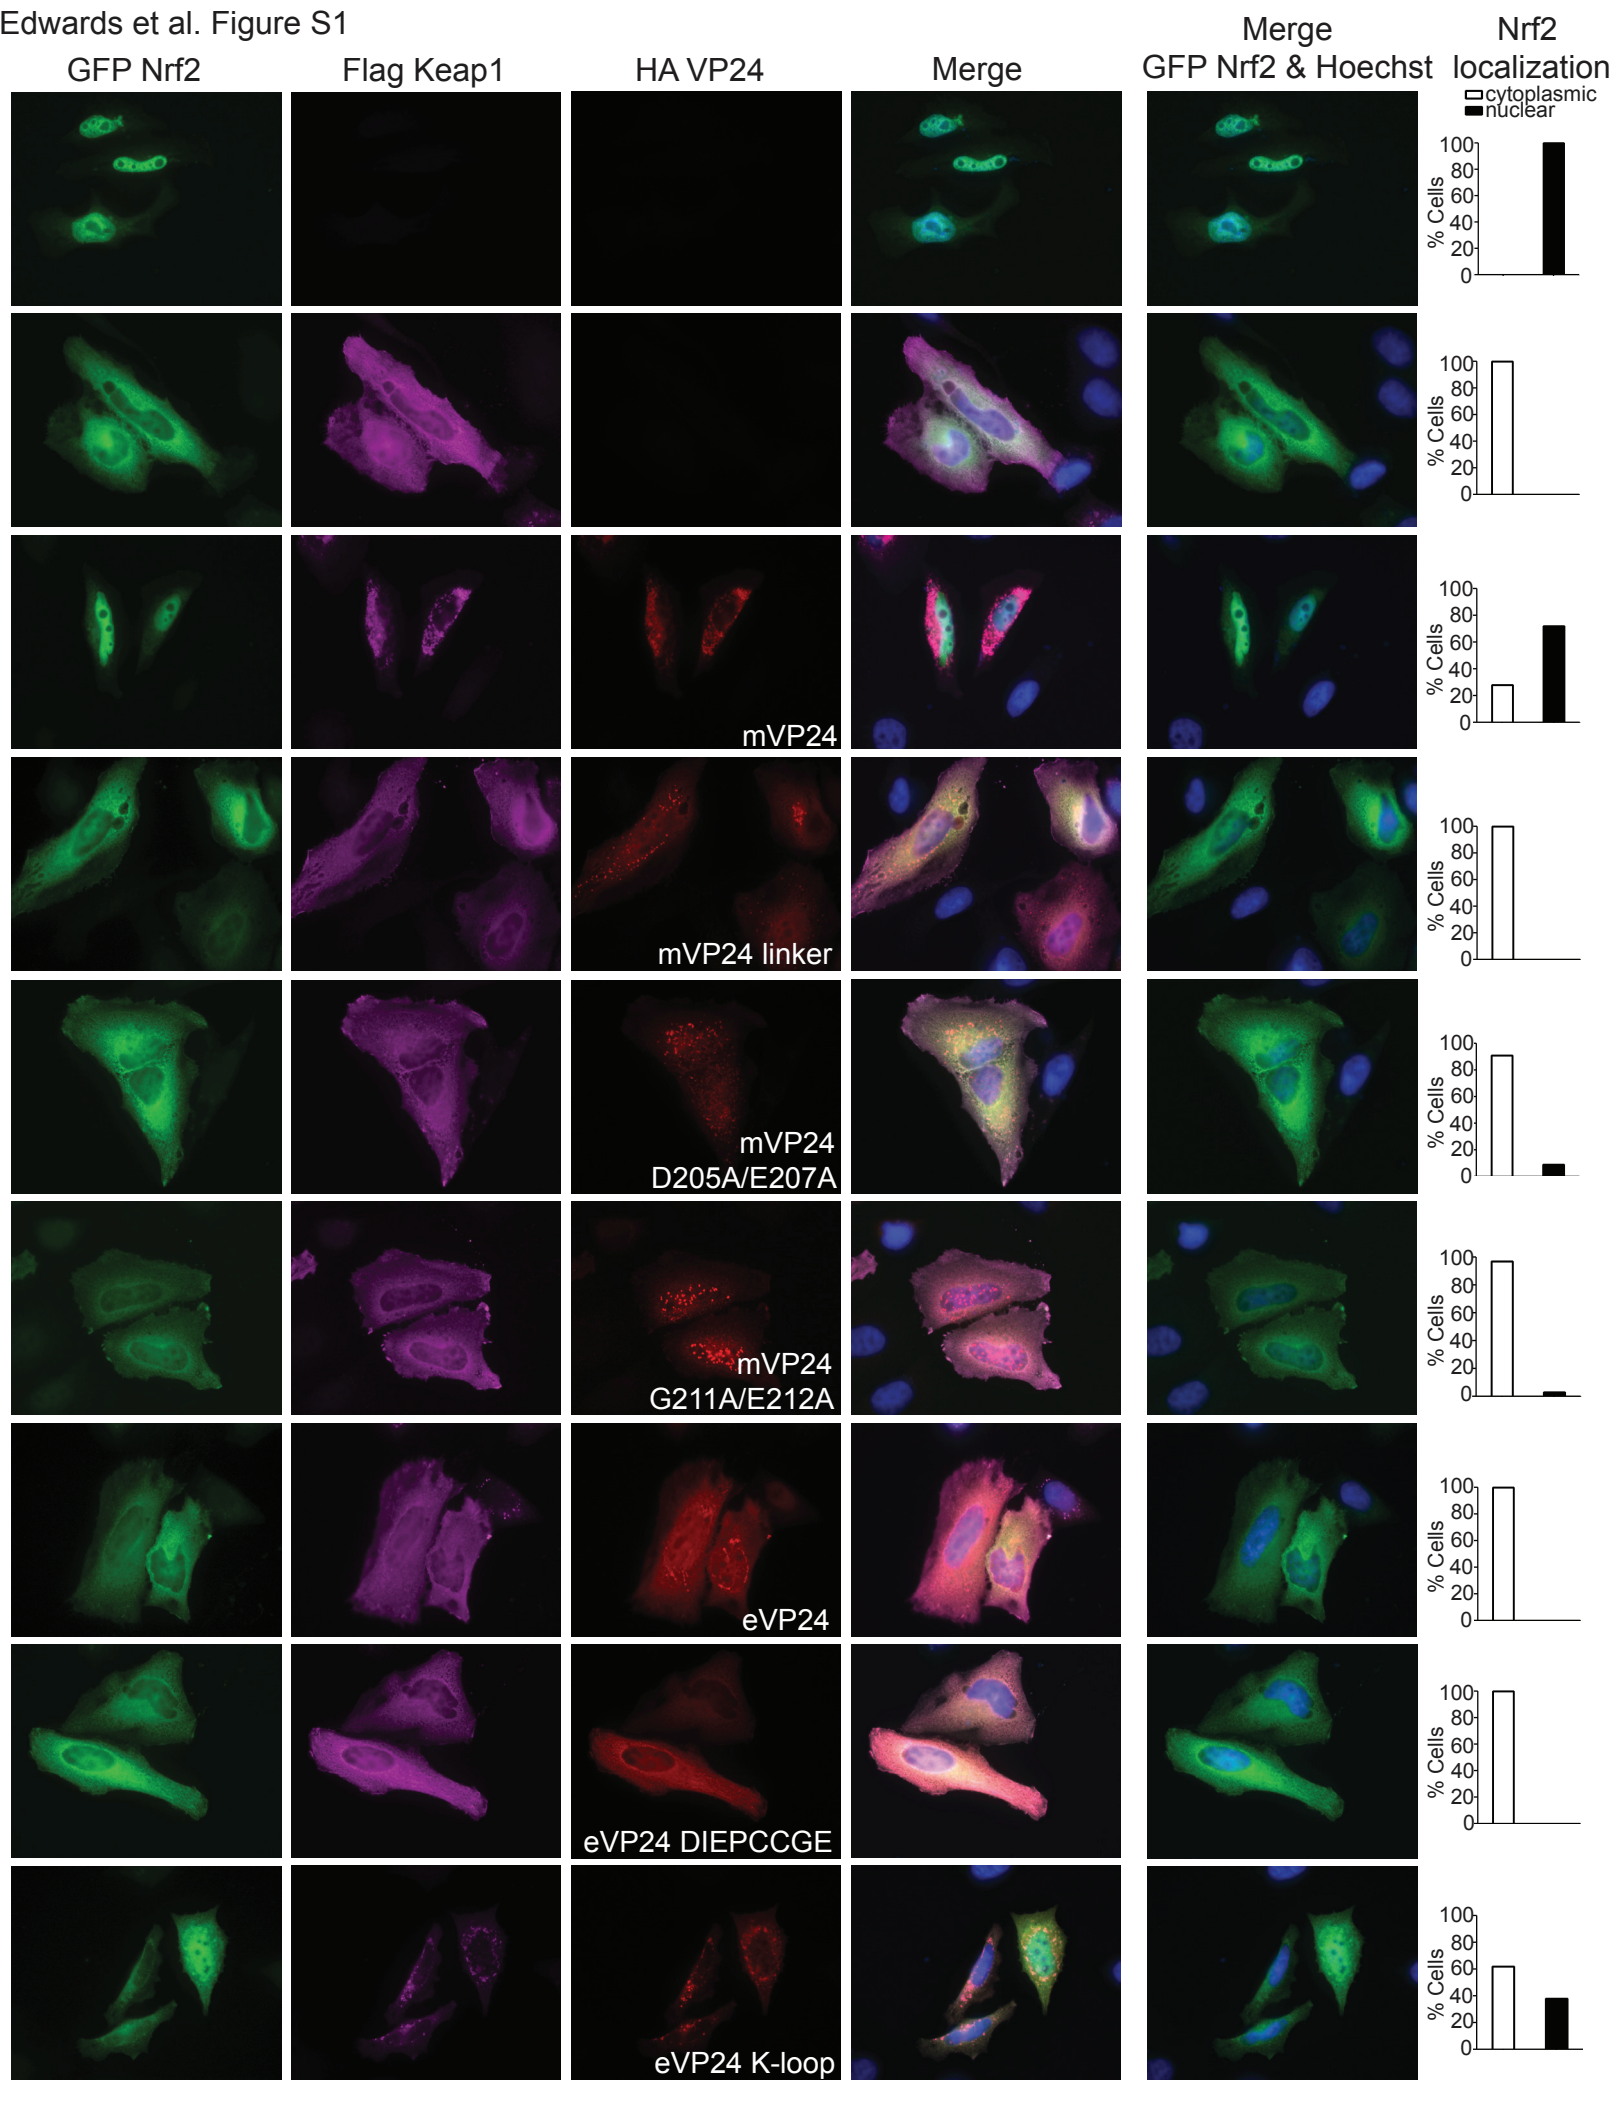 Edwards et al. Figure S1
GFP Nrf2
Flag Keap1
HA VP24
Merge
Merge
GFP Nrf2 & Hoechst
Nrf2
localization
cytoplasmic
nuclear
100
80
60
40
20
0
% Cells
100
80
60
40
20
0
% Cells
mVP24
100
80
60
40
20
0
% Cells
mVP24 linker
100
80
60
40
20
0
% Cells
mVP24
D205A/E207A
100
80
60
40
20
0
% Cells
mVP24
G211A/E212A
100
80
60
40
20
0
% Cells
eVP24
100
80
60
40
20
0
% Cells
eVP24 DIEPCCGE
100
80
60
40
20
0
% Cells
eVP24 K-loop
100
80
60
40
20
0
% Cells